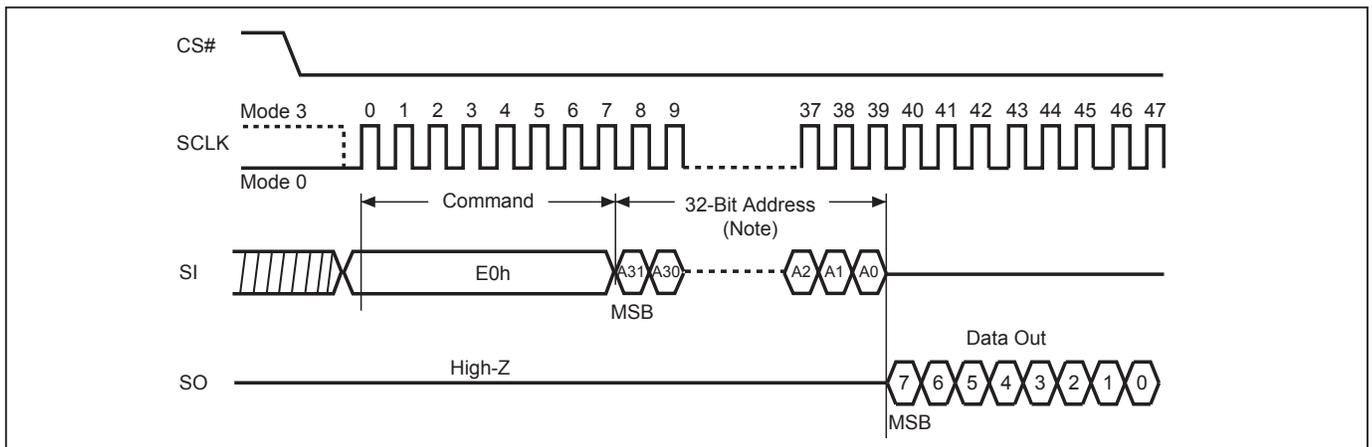 CS#
Mode 3
0 1 2 3 4 5 6 7 8 9 37 38 39 40 41 42 43 44 45 46 47
SCLK
Mode 0
Command
32-Bit Address
(Note)
SI
E0h
A31 A30 A2 A1 A0
MSB
Data Out
High-Z
SO
7 6 5 4 3 2 1 0
MSB